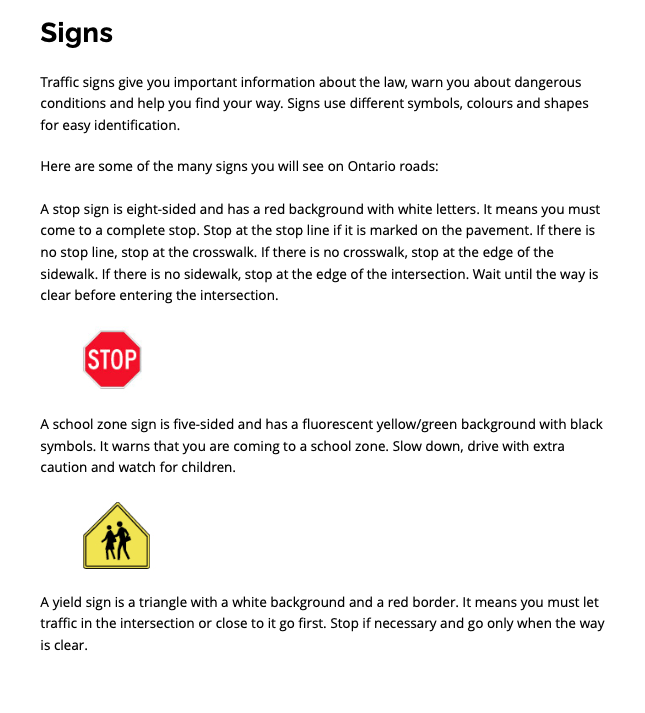 Signs
Traffic signs give you important information about the law, warn you about dangerous
conditions and help you find your way. Signs use different symbols, colours and shapes
for easy identification.
Here are some of the many signs you will see on Ontario roads:
A stop sign is eight-sided and has a red background with white letters. It means you must
come to a complete stop. Stop at the stop line if it is marked on the pavement. If there is
no stop line, stop at the crosswalk. If there is no crosswalk, stop at the edge of the
sidewalk. If there is no sidewalk, stop at the edge of the intersection. Wait until the way is
clear before entering the intersection.
STOP
A school zone sign is five-sided and has a fluorescent yellow/green background with black
symbols. It warns that you are coming to a school zone. Slow down, drive with extra
caution and watch for children.
A yield sign is a triangle with a white background and a red border. It means you must let
traffic in the intersection or close to it go first. Stop if necessary and go only when the way
is clear.